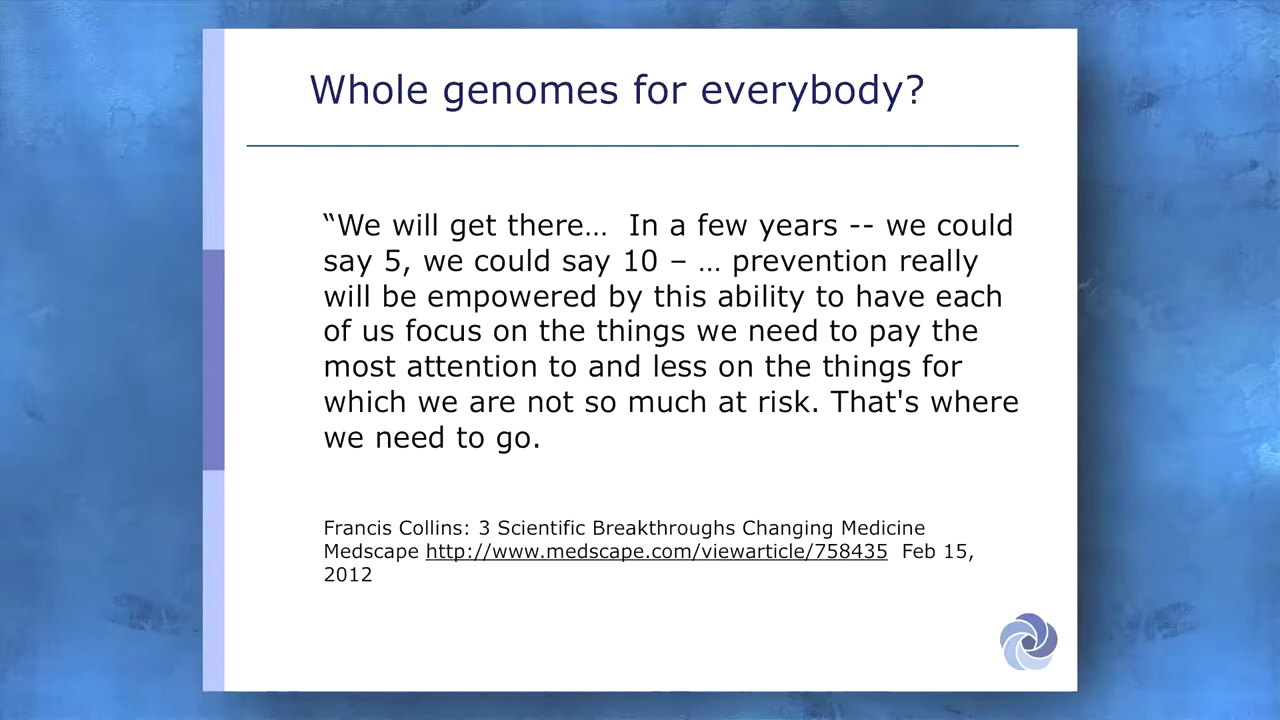 Whole genomes for everybody?
“We will get there…  In a few years -- we could
say 5, we could say 10 – … prevention really
will be empowered by this ability to have each
of us focus on the things we need to pay the
most attention to and less on the things for
which we are not so much at risk. That's where
we need to go.
Francis Collins: 3 Scientific Breakthroughs Changing Medicine
Medscape http://www.medscape.com/viewarticle/758435  Feb 15,
2012